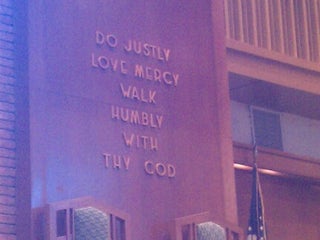 DO JUSTLY
LOVE MERCY
WALK
HUMBLY
WITH
THY GOD